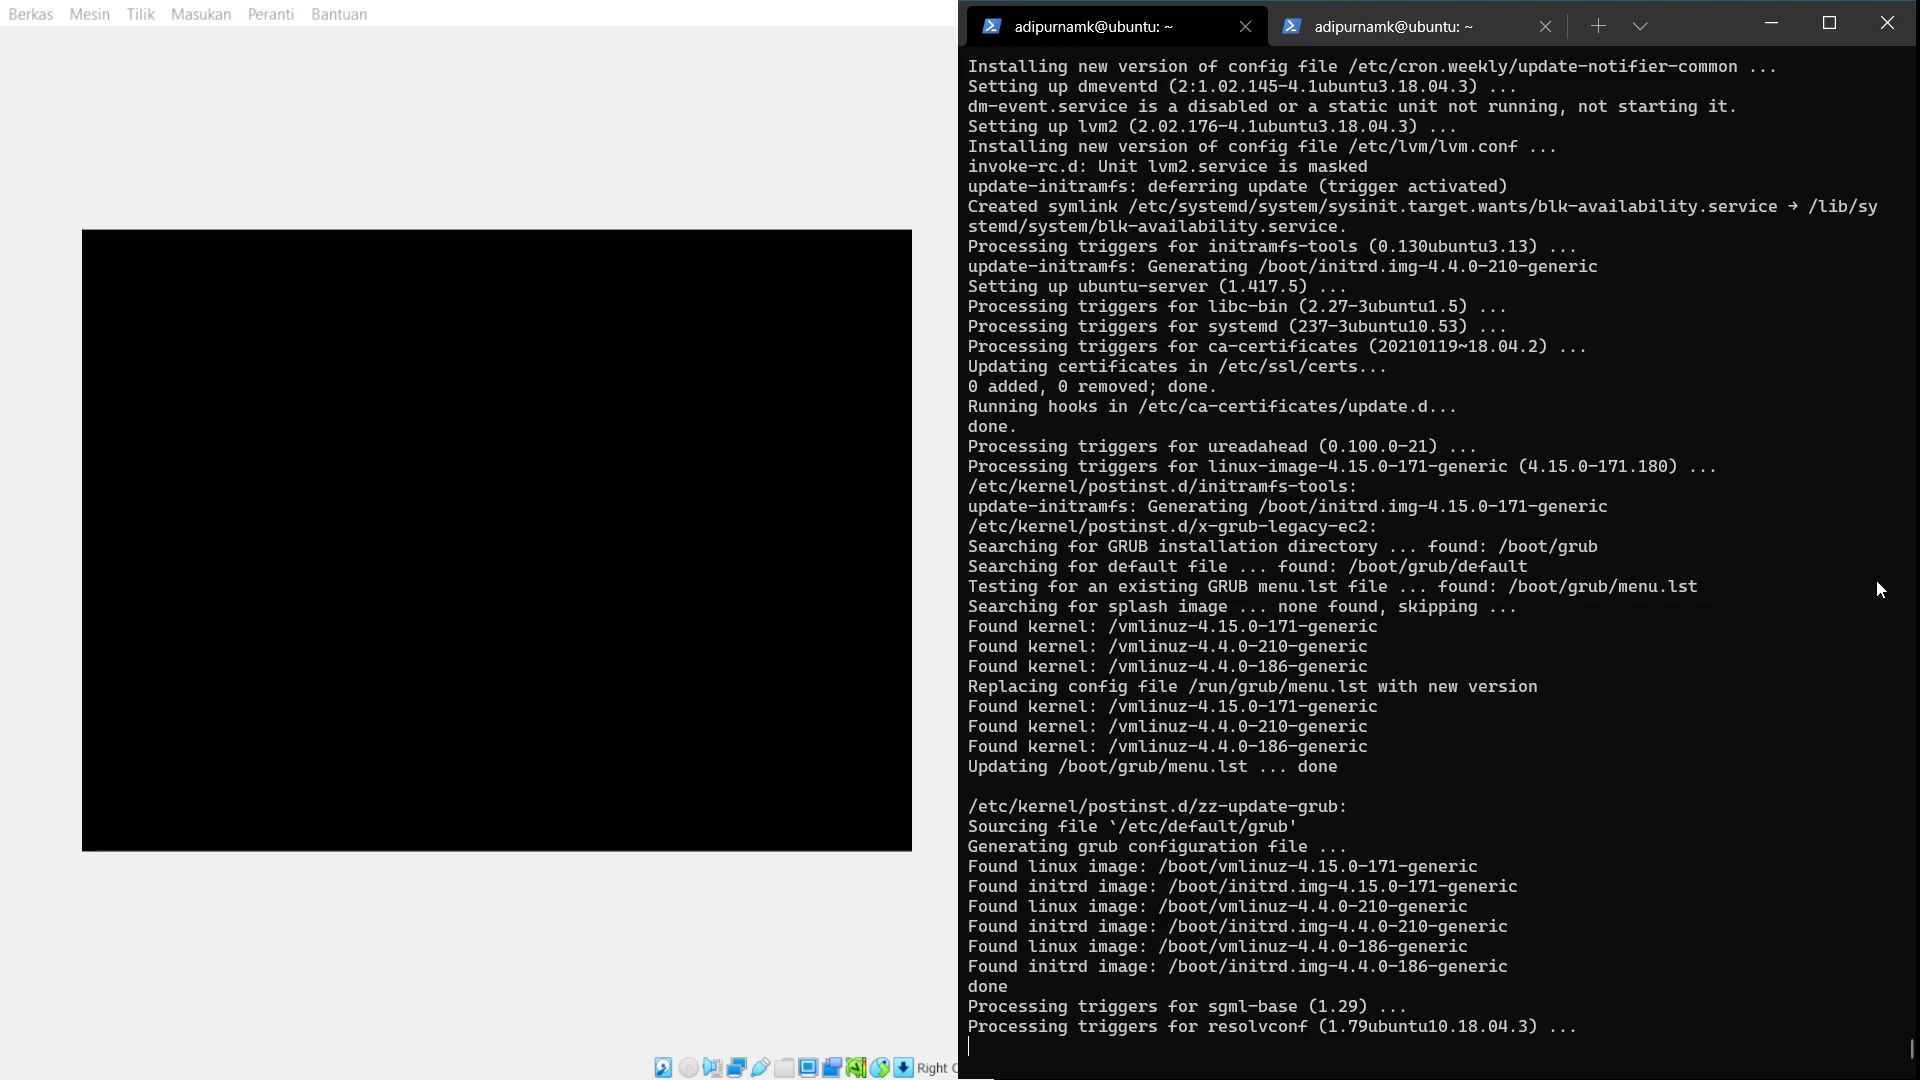 Berkas Mesin Tilik Masukan Peranti Bantuan
adipurnamk@ubuntu: ~
adipurnamk@ubuntu: ~
Installing new version of config file /etc/cron.weekly/update-notifier-common ...
Setting up dmeventd (2:1.02.145-4.1ubuntu3.18.04.3) ...
dm-event.service is a disabled or a static unit not running, not starting it.
Setting up lvm2 (2.02.176-4.1ubuntu3.18.04.3) ...
Installing new version of config file /etc/lvm/lvm.conf ...
invoke-rc.d: Unit lvm2.service is masked
update-initramfs: deferring update (trigger activated)
Created symlink /etc/systemd/system/sysinit.target.wants/blk-availability.service → /lib/sy
stemd/system/blk-availability.service.
Processing triggers for initramfs-tools (0.130ubuntu3.13) ...
update-initramfs: Generating /boot/initrd.img-4.4.0-210-generic
Setting up ubuntu-server (1.417.5) ...
Processing triggers for libc-bin (2.27-3ubuntu1.5) ...
Processing triggers for systemd (237-3ubuntu10.53) ...
Processing triggers for ca-certificates (20210119~18.04.2) ...
Updating certificates in /etc/ssl/certs...
0 added, 0 removed; done.
Running hooks in /etc/ca-certificates/update.d...
done.
Processing triggers for ureadahead (0.100.0-21) ...
Processing triggers for linux-image-4.15.0-171-generic (4.15.0-171.180) ...
/etc/kernel/postinst.d/initramfs-tools:
update-initramfs: Generating /boot/initrd.img-4.15.0-171-generic
/etc/kernel/postinst.d/x-grub-legacy-ec2:
Searching for GRUB installation directory ... found: /boot/grub
Searching for default file ... found: /boot/grub/default
Testing for an existing GRUB menu.lst file ... found: /boot/grub/menu.lst
Searching for splash image ... none found, skipping ...
Found kernel: /vmlinuz-4.15.0-171-generic
Found kernel: /vmlinuz-4.4.0-210-generic
Found kernel: /vmlinuz-4.4.0-186-generic
Replacing config file /run/grub/menu.lst with new version
Found kernel: /vmlinuz-4.15.0-171-generic
Found kernel: /vmlinuz-4.4.0-210-generic
Found kernel: /vmlinuz-4.4.0-186-generic
Updating /boot/grub/menu.lst ... done
/etc/kernel/postinst.d/zz-update-grub:
Sourcing file `/etc/default/grub'
Generating grub configuration file ...
Found linux image: /boot/vmlinuz-4.15.0-171-generic
Found initrd image: /boot/initrd.img-4.15.0-171-generic
Found linux image: /boot/vmlinuz-4.4.0-210-generic
Found initrd image: /boot/initrd.img-4.4.0-210-generic
Found linux image: /boot/vmlinuz-4.4.0-186-generic
Found initrd image: /boot/initrd.img-4.4.0-186-generic
done
Processing triggers for sgml-base (1.29) ...
Processing triggers for resolvconf (1.79ubuntu10.18.04.3) ...
Right